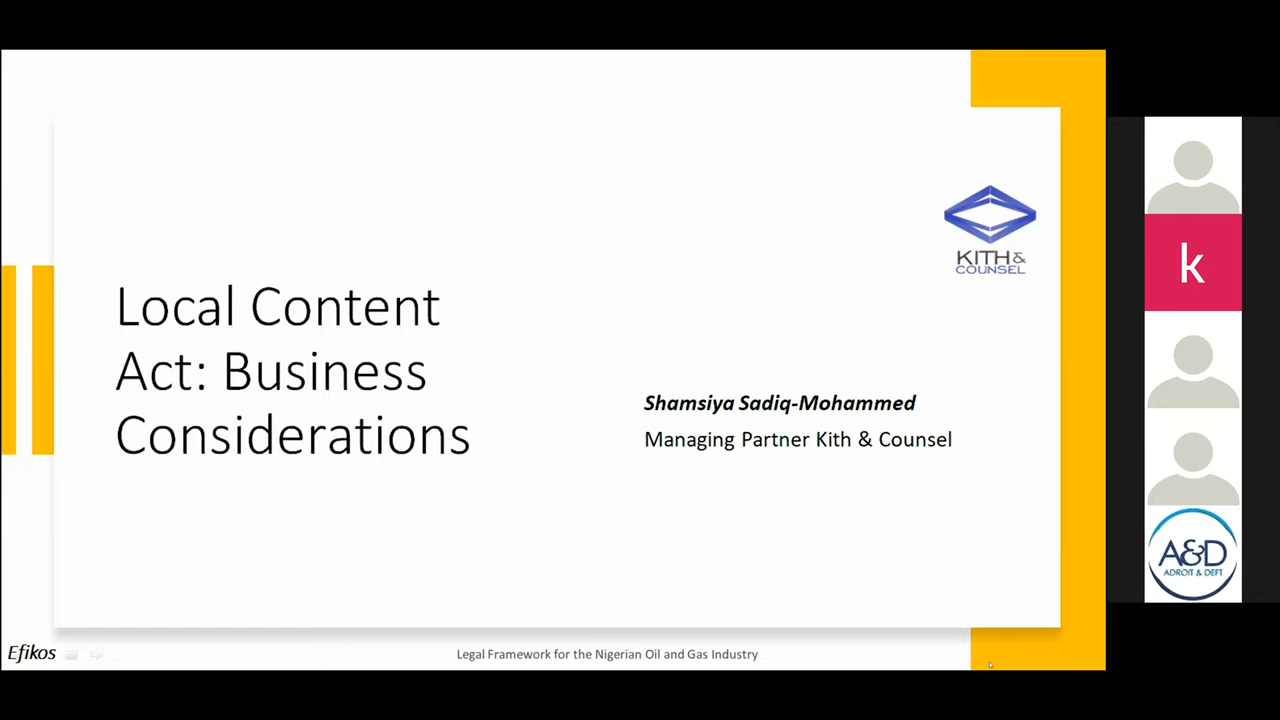 KITH &
COUNSEL
Local Content
Act: Business
Considerations
Shamsiya Sadiq-Mohammed
Managing Partner Kith & Counsel
Efikos
Legal Framework for the Nigerian Oil and Gas Industry
k
A&D
ADROIT & DEFT